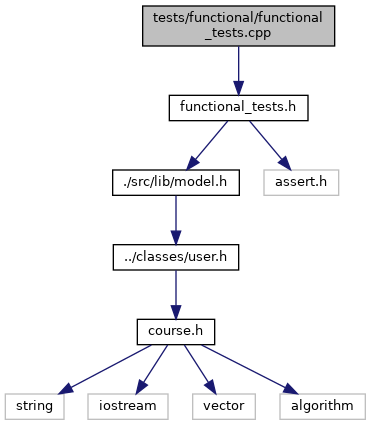 tests/functional/functional
_tests.cpp
functional_tests.h
./src/lib/model.h
assert.h
../classes/user.h
course.h
string
iostream
vector
algorithm